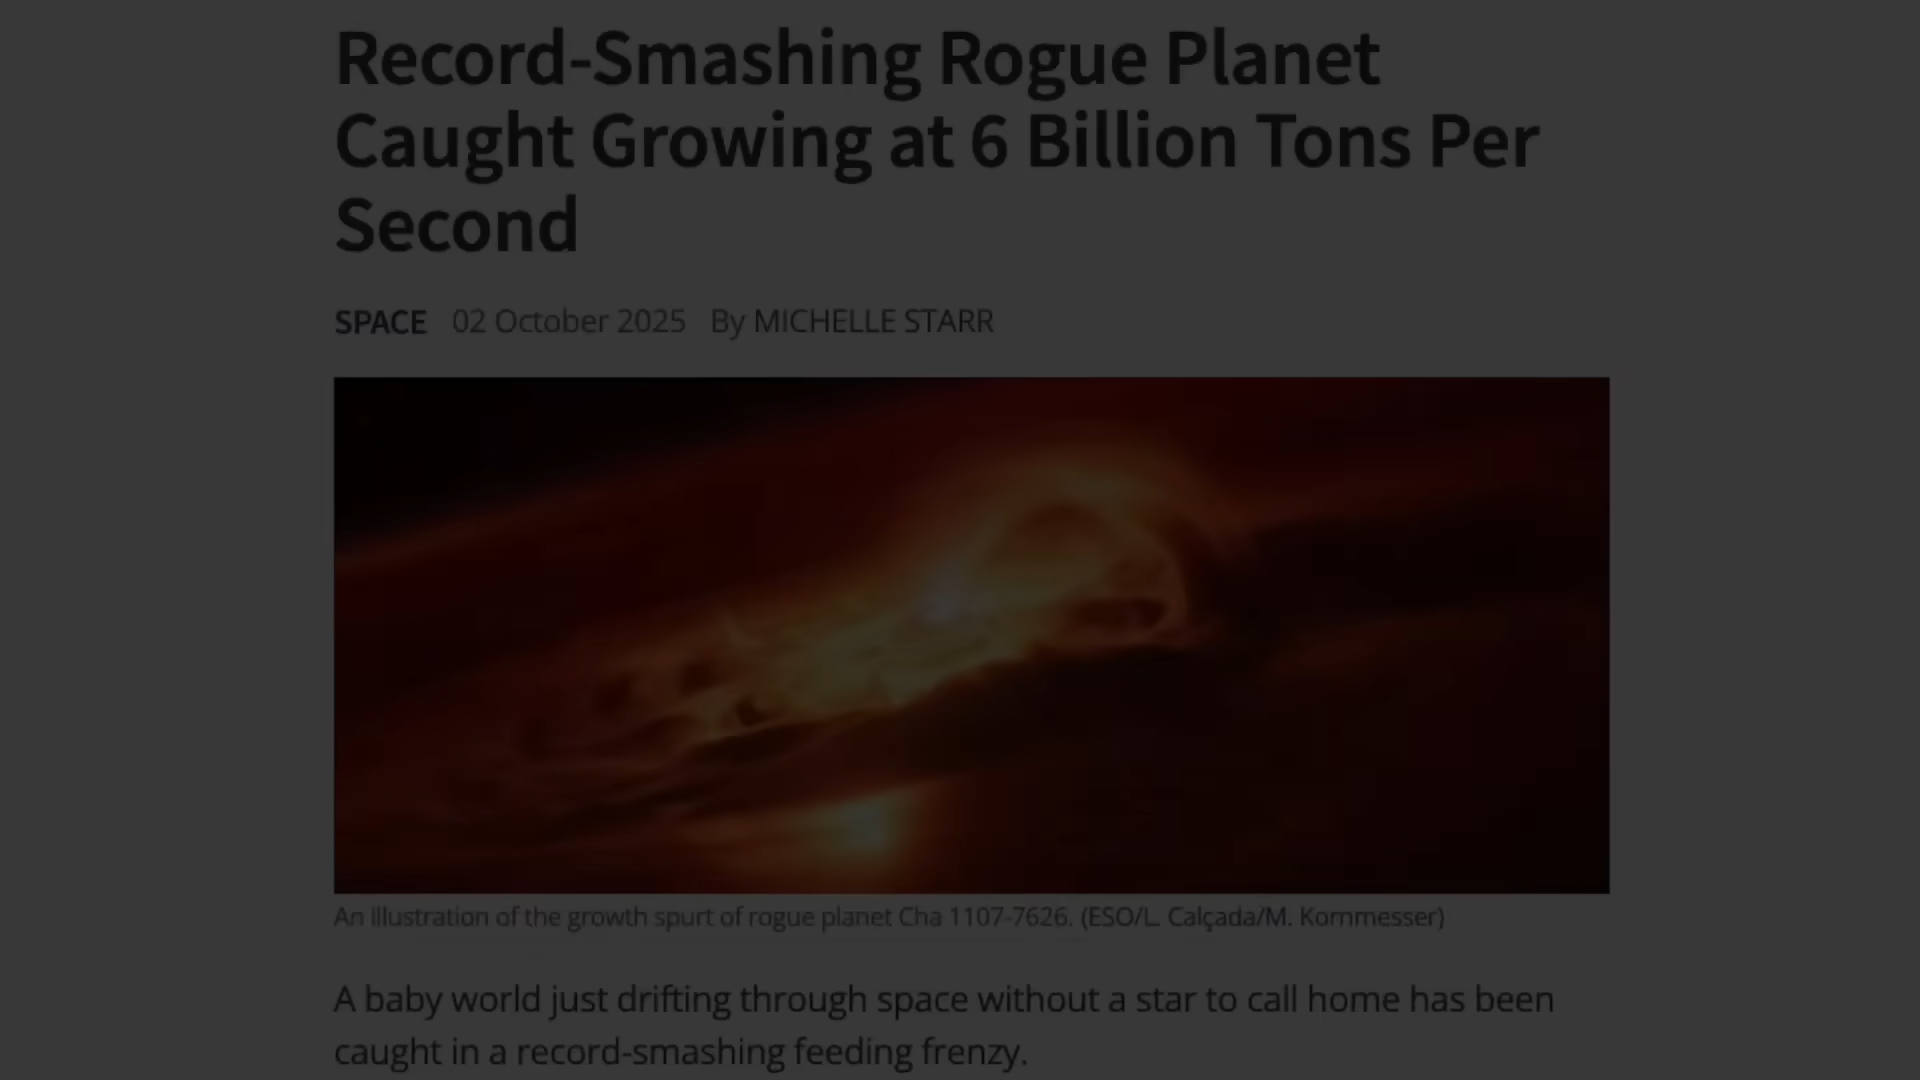 Record-Smashing Rogue Planet
Caught Growing at 6 Billion Tons Per
Second
SPACE 02 October 2025 By MICHELLE STARR
An illustration of the growth spurt of rogue planet Cha 1107-7626. (ESO/L. Calçada/M. Kornmesser)
A baby world just drifting through space without a star to call home has been
caught in a record-smashing feeding frenzy.